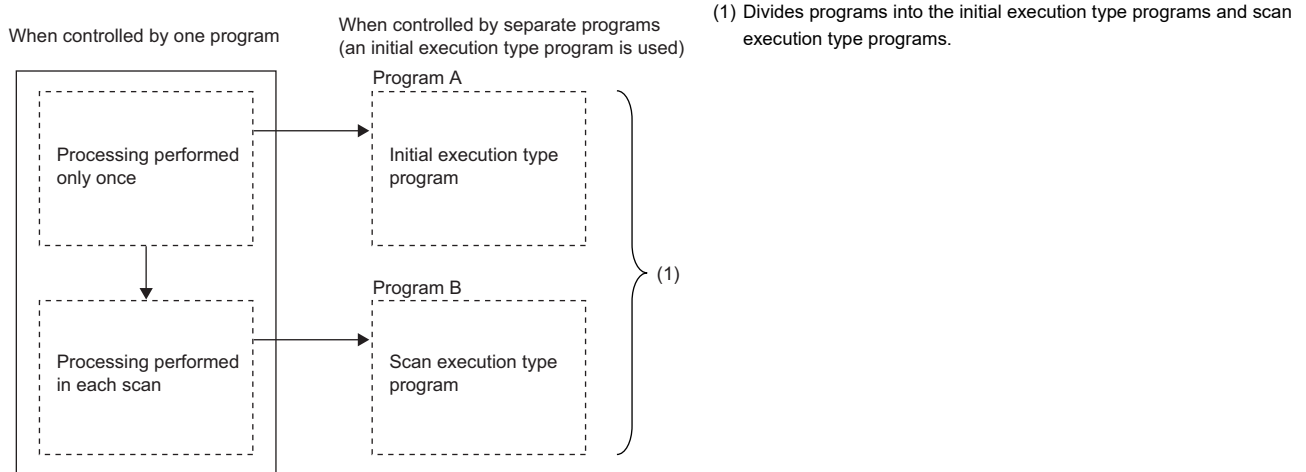 When controlled by one program
When controlled by separate programs
(an initial execution type program is used)
(1) Divides programs into the initial execution type programs and scan
execution type programs.
Program A
Processing performed
only once
Initial execution type
program
(1)
Program B
Processing performed
in each scan
Scan execution type
program